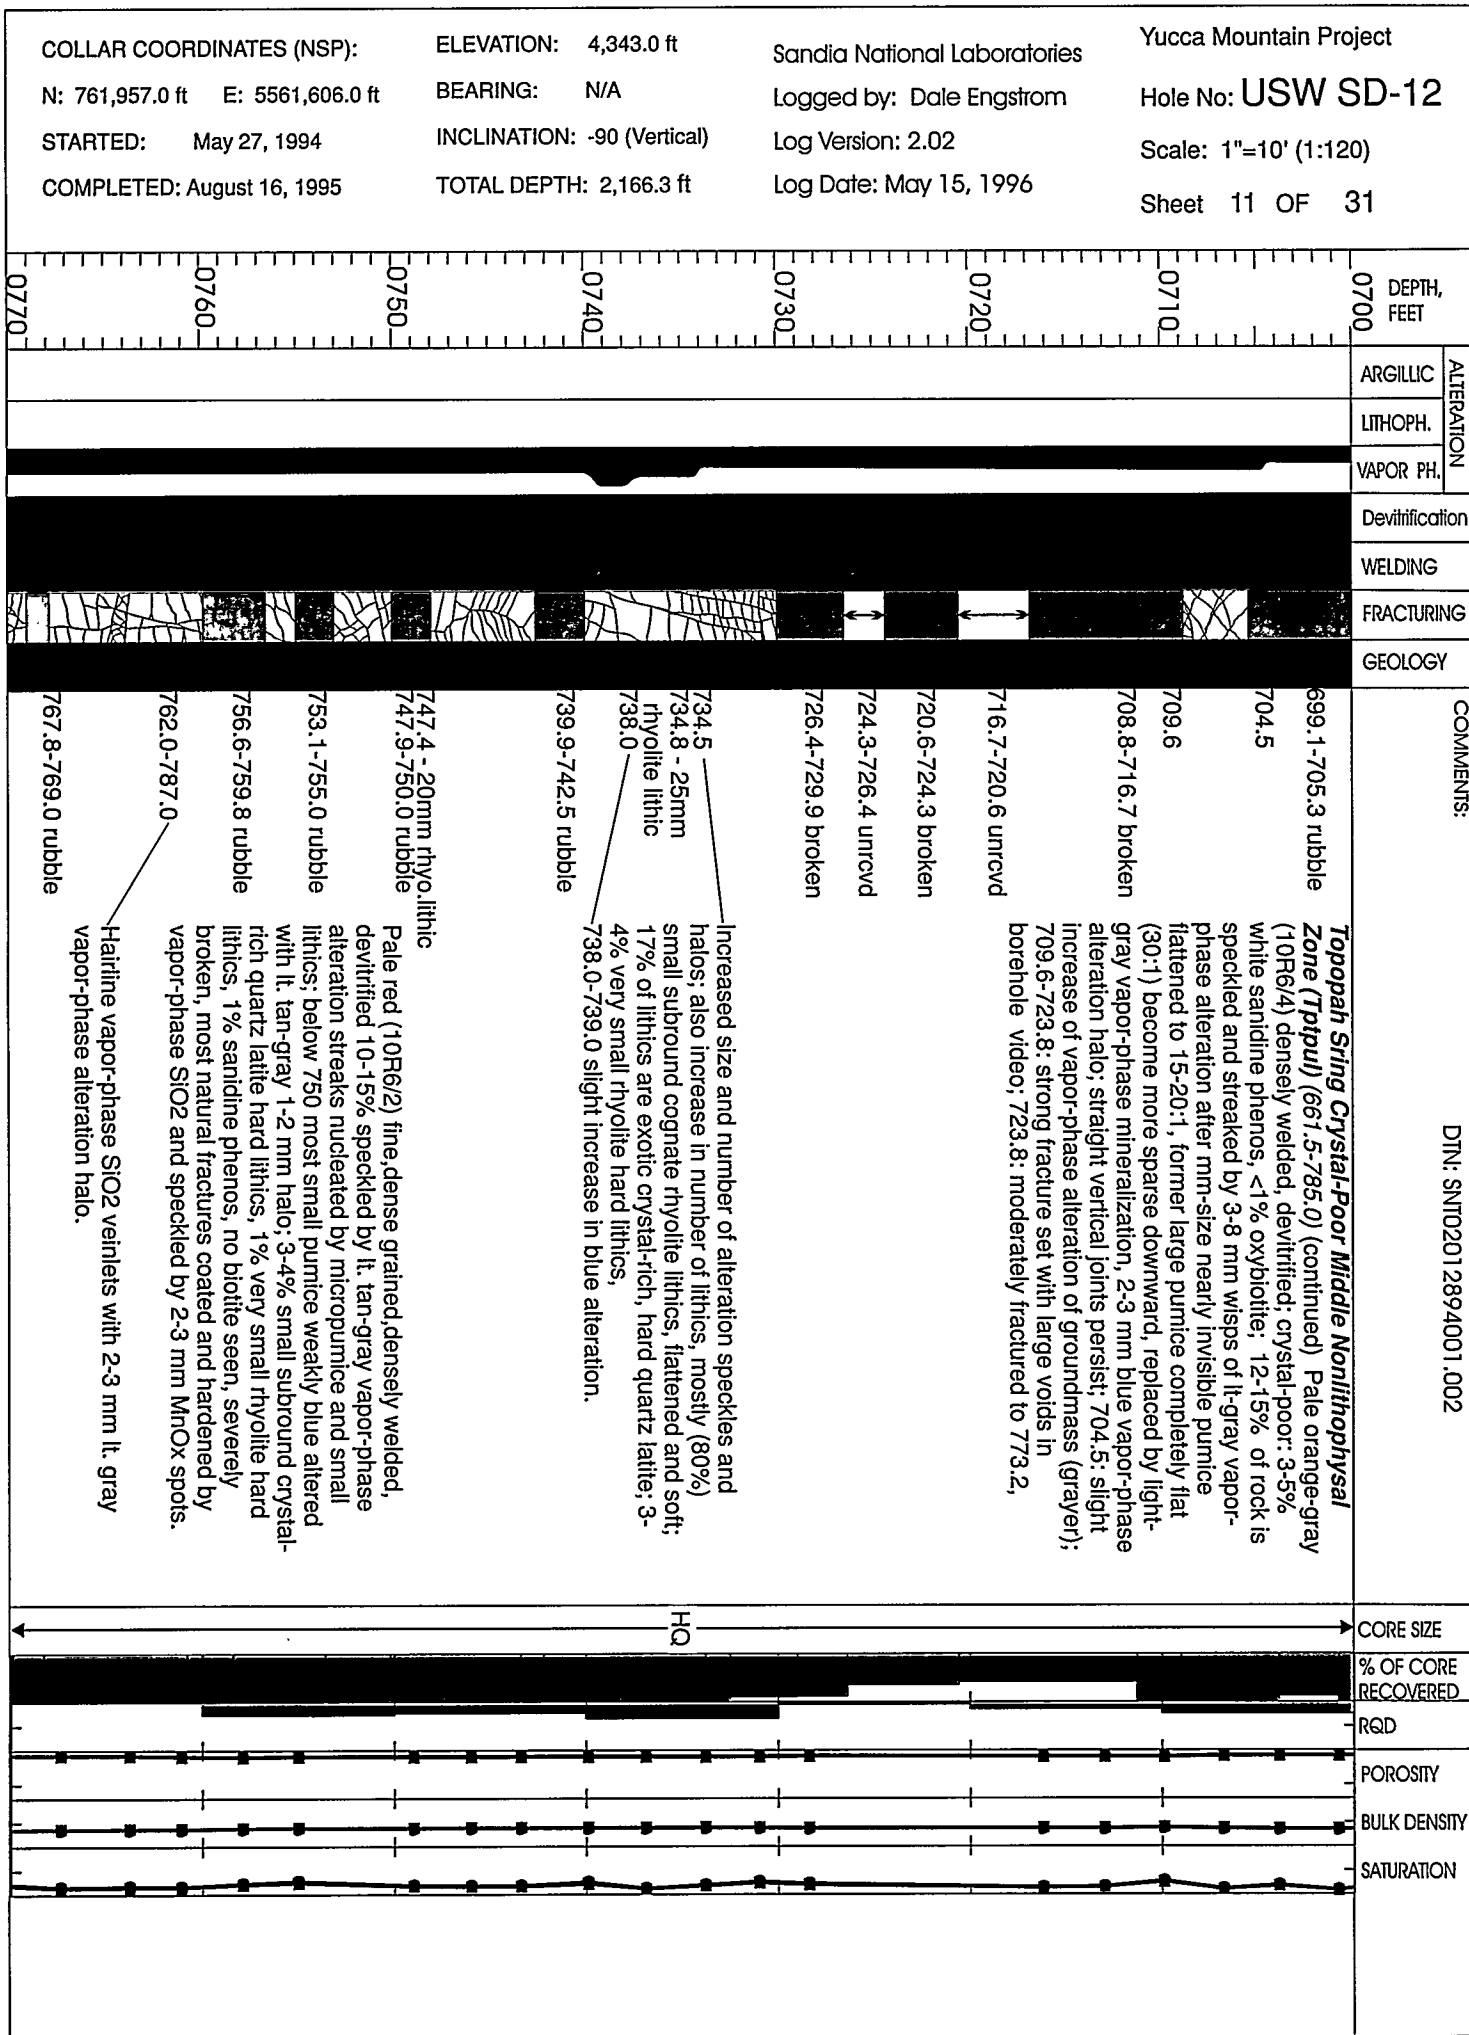 COLLAR COORDINATES (NSP):
N: 761,957.0 ft E: 5561,606.0 ft
STARTED: May 27, 1994
COMPLETED: August 16, 1995
ELEVATION: 4,343.0 ft
BEARING: N/A
INCLINATION: -90 (Vertical)
TOTAL DEPTH: 2,166.3 ft
Sandia National Laboratories
Logged by: Dale Engstrom
Log Version: 2.02
Log Date: May 15, 1996
Yucca Mountain Project
Hole No: USW SD-12
Scale: 1"=10' (1:120)
Sheet 11 OF 31
DEPTH,
FEET
0700
0710
0720
0730
0740
0750
0760
0770
ALTERATION
ARGILLIC
LITHOPH.
VAPOR PH.
Devitrification
WELDING
FRACTURING
GEOLOGY
COMMENTS:
DTN: SNT02012894001.002
699.1-705.3 rubble
704.5
709.6
708.8-716.7 broken
716.7-720.6 unrcvd
720.6-724.3 broken
724.3-726.4 unrcvd
726.4-729.9 broken
734.5
734.8 - 25mm
rhyolite lithic
738.0
739.9-742.5 rubble
747.4 - 20mm rhyo.lithic
747.9-750.0 rubble
753.1-755.0 rubble
756.6-759.8 rubble
762.0-787.0
767.8-769.0 rubble
Topopah Sring Crystal-Poor Middle Nonlithophysal
Zone (Tptpul) (661.5-785.0) (continued) Pale orange-gray
(10R6/4) densely welded, devitrified; crystal-poor: 3-5%
white sanidine phenos, <1% oxybiotite; 12-15% of rock is
speckled and streaked by 3-8 mm wisps of lt-gray vapor-
phase alteration after mm-size nearly invisible pumice
flattened to 15-20:1, former large pumice completely flat
(30:1) become more sparse downward, replaced by light-
gray vapor-phase mineralization, 2-3 mm blue vapor-phase
alteration halo; straight vertical joints persist; 704.5: slight
increase of vapor-phase alteration of groundmass (grayer);
709.6-723.8: strong fracture set with large voids in
borehole video; 723.8: moderately fractured to 773.2,
Increased size and number of alteration speckles and
halos; also increase in number of lithics, mostly (80%)
small subround cognate rhyolite lithics, flattened and soft;
17% of lithics are exotic crystal-rich, hard quartz latite; 3-
4% very small rhyolite hard lithics,
738.0-739.0 slight increase in blue alteration.
Pale red (10R6/2) fine,dense grained,densely welded,
devitrified 10-15% speckled by lt. tan-gray vapor-phase
alteration streaks nucleated by micropumice and small
lithics; below 750 most small pumice weakly blue altered
with lt. tan-gray 1-2 mm halo; 3-4% small subround crystal-
rich quartz latite hard lithics, 1% very small rhyolite hard
lithics, 1% sanidine phenos, no biotite seen, severely
broken, most natural fractures coated and hardened by
vapor-phase SiO2 and speckled by 2-3 mm MnOx spots.
Hairline vapor-phase SiO2 veinlets with 2-3 mm lt. gray
vapor-phase alteration halo.
CORE SIZE
HQ
% OF CORE
RECOVERED
RQD
POROSITY
BULK DENSITY
SATURATION